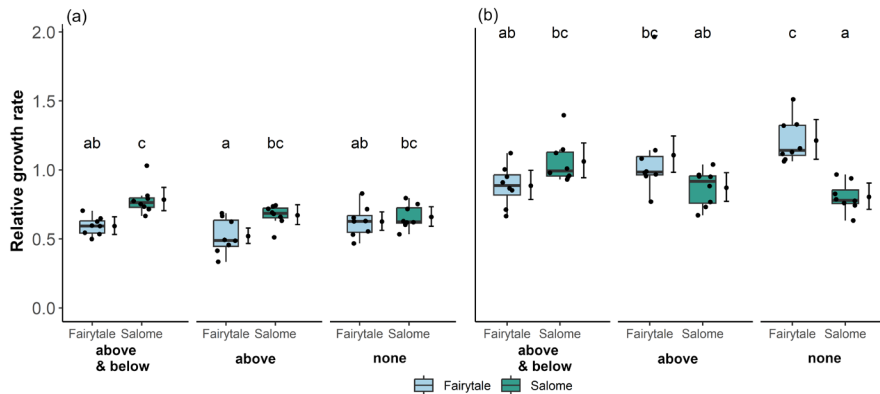 (a)
(b)
Relative growth rate
2.0
1.5
1.0
0.5
0.0
ab c a bc ab bc
ab bc bc ab c a
Fairytale Salome Fairytale Salome Fairytale Salome
Fairytale Salome Fairytale Salome Fairytale Salome
above
& below
above
none
above
& below
above
none
Fairytale Salome